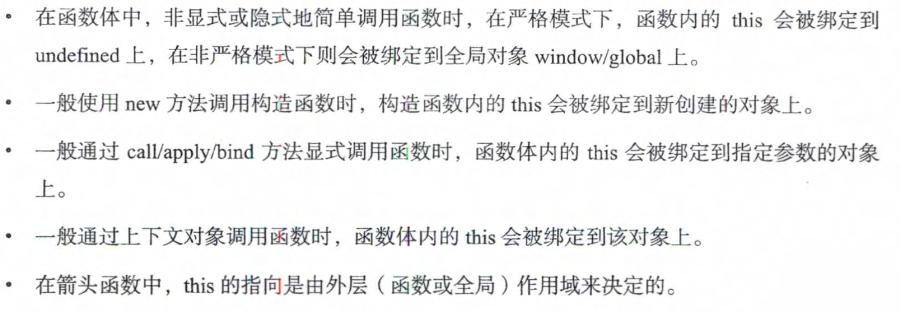 • 在函数体中，非显式或隐式地简单调用函数时，在严格模式下，函数内的 this 会被绑定到
undefined 上，在非严格模式下则会被绑定到全局对象 window/global 上。
• 一般使用 new 方法调用构造函数时，构造函数内的 this 会被绑定到新创建的对象上。
• 一般通过 call/apply/bind 方法显式调用函数时，函数体内的 this 会被绑定到指定参数的对象
上。
• 一般通过上下文对象调用函数时，函数体内的 this 会被绑定到该对象上。
• 在箭头函数中，this 的指向是由外层（函数或全局）作用域来决定的。